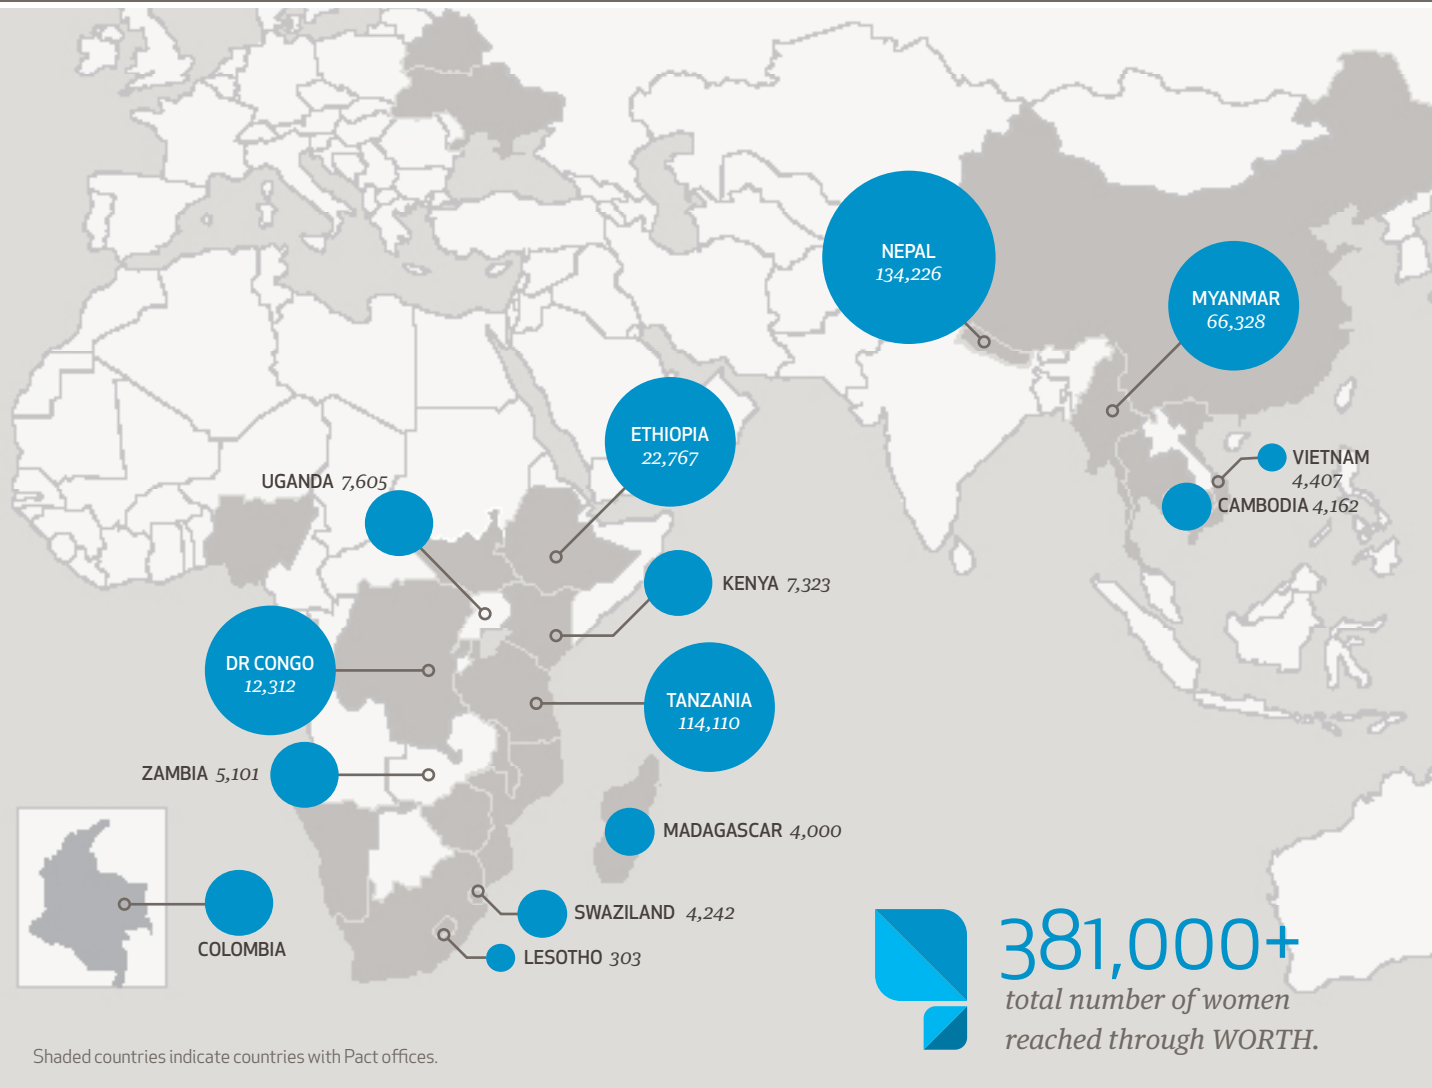 NEPAL
134,226
MYANMAR
66,328
ETHIOPIA
22,767
VIETNAM
4,407
UGANDA 7,605
CAMBODIA 4,162
KENYA 7,323
DR CONGO
12,312
TANZANIA
114,110
ZAMBIA 5,101
MADAGASCAR 4,000
SWAZILAND 4,242
COLOMBIA
LESOTHO 303
381,000+
total number of women
reached through WORTH.
Shaded countries indicate countries with Pact offices.